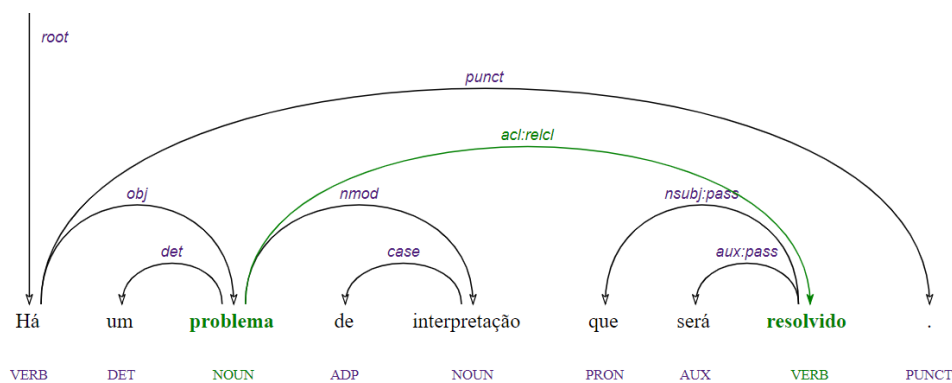 root
punct
acl:relcl
obj nmod nsubj:pass
det case aux:pass
Há um problema de interpretação que será resolvido .
VERB DET NOUN ADP NOUN PRON AUX VERB PUNCT